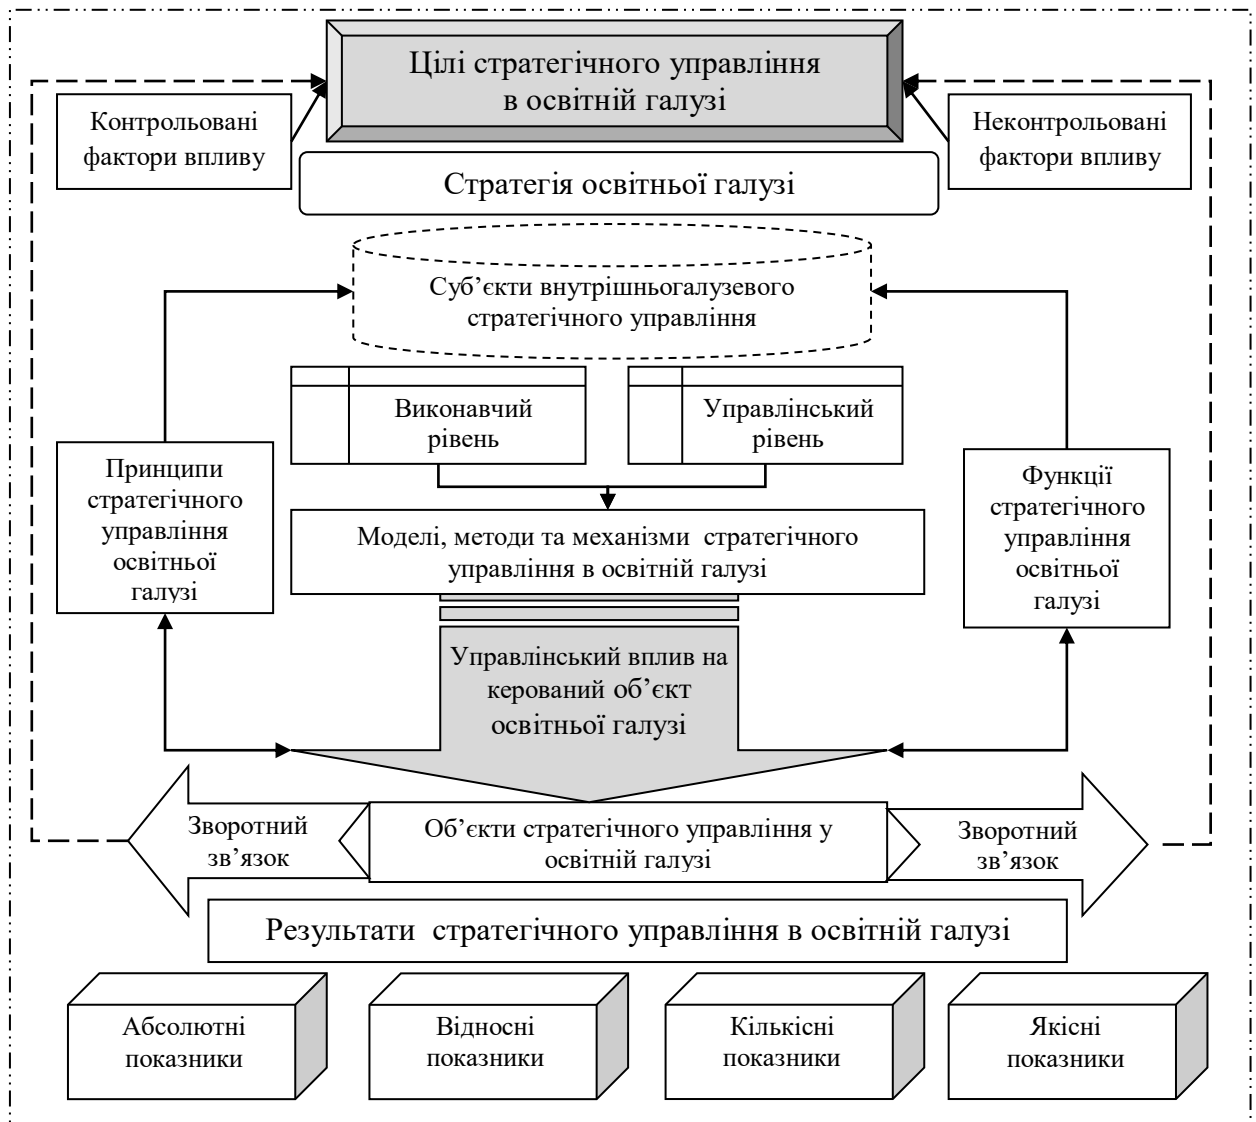 Цілі стратегічного управління
в освітній галузі
Контрольовані
фактори впливу
Неконтрольовані
фактори впливу
Стратегія освітньої галузі
Суб’єкти внутрішньогалузевого
стратегічного управління
Виконавчий
рівень
Управлінський
рівень
Принципи
стратегічного
управління
освітньої
галузі
Функції
стратегічного
управління
освітньої
галузі
Моделі, методи та механізми стратегічного
управління в освітній галузі
Управлінський вплив на
керований об’єкт
освітньої галузі
Зворотний
зв’язок
Об’єкти стратегічного управління у
освітній галузі
Зворотний
зв’язок
Результати стратегічного управління в освітній галузі
Абсолютні
показники
Відносні
показники
Кількісні
показники
Якісні
показники